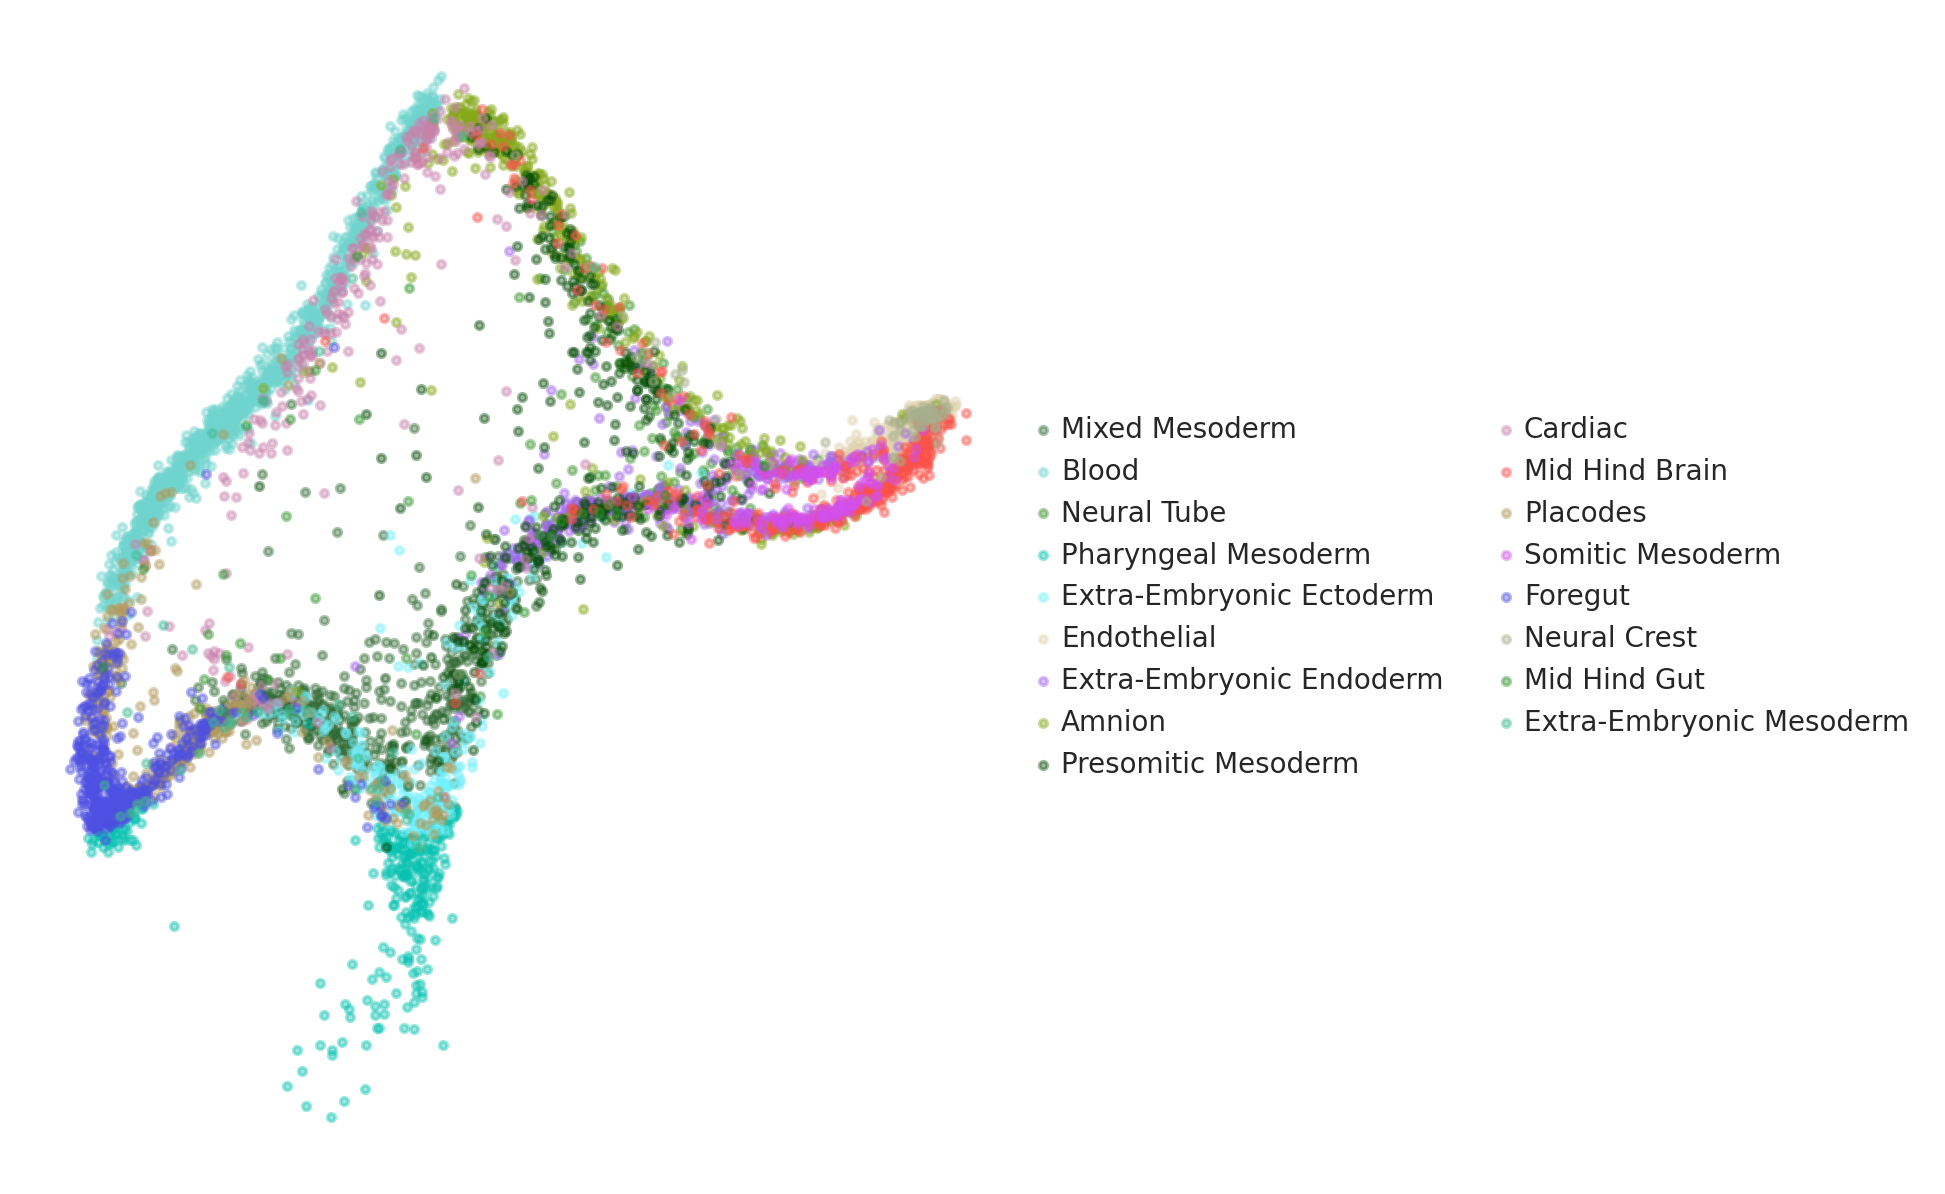 Mixed Mesoderm
Blood
Neural Tube
Pharyngeal Mesoderm
Extra-Embryonic Ectoderm
Endothelial
Extra-Embryonic Endoderm
Amnion
Presomitic Mesoderm
Cardiac
Mid Hind Brain
Placodes
Somitic Mesoderm
Foregut
Neural Crest
Mid Hind Gut
Extra-Embryonic Mesoderm